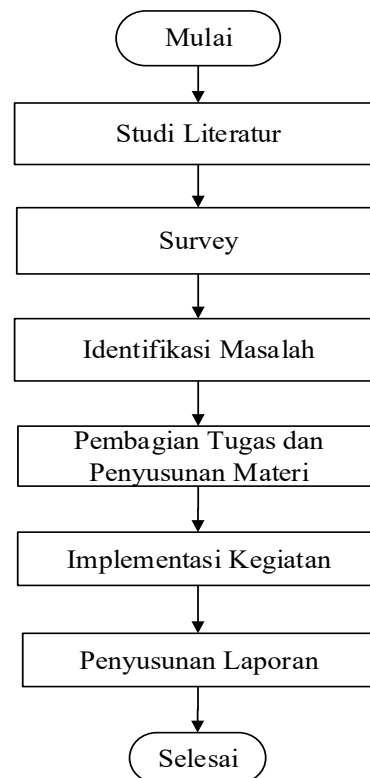 Mulai
Studi Literatur
Survey
Identifikasi Masalah
Pembagian Tugas dan
Penyusunan Materi
Implementasi Kegiatan
Penyusunan Laporan
Selesai